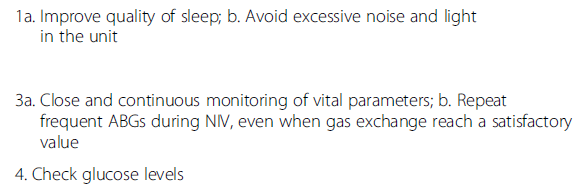 1a. Improve quality of sleep; b. Avoid excessive noise and light
in the unit
3a. Close and continuous monitoring of vital parameters; b. Repeat
frequent ABGs during NIV, even when gas exchange reach a satisfactory
value
4. Check glucose levels